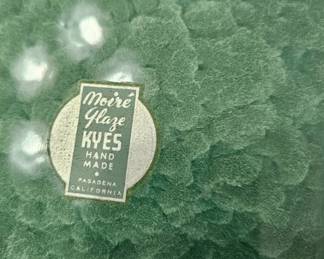 Moiré
Glaze
KYES
HAND
MADE
•
PASADENA
CALIFORNIA